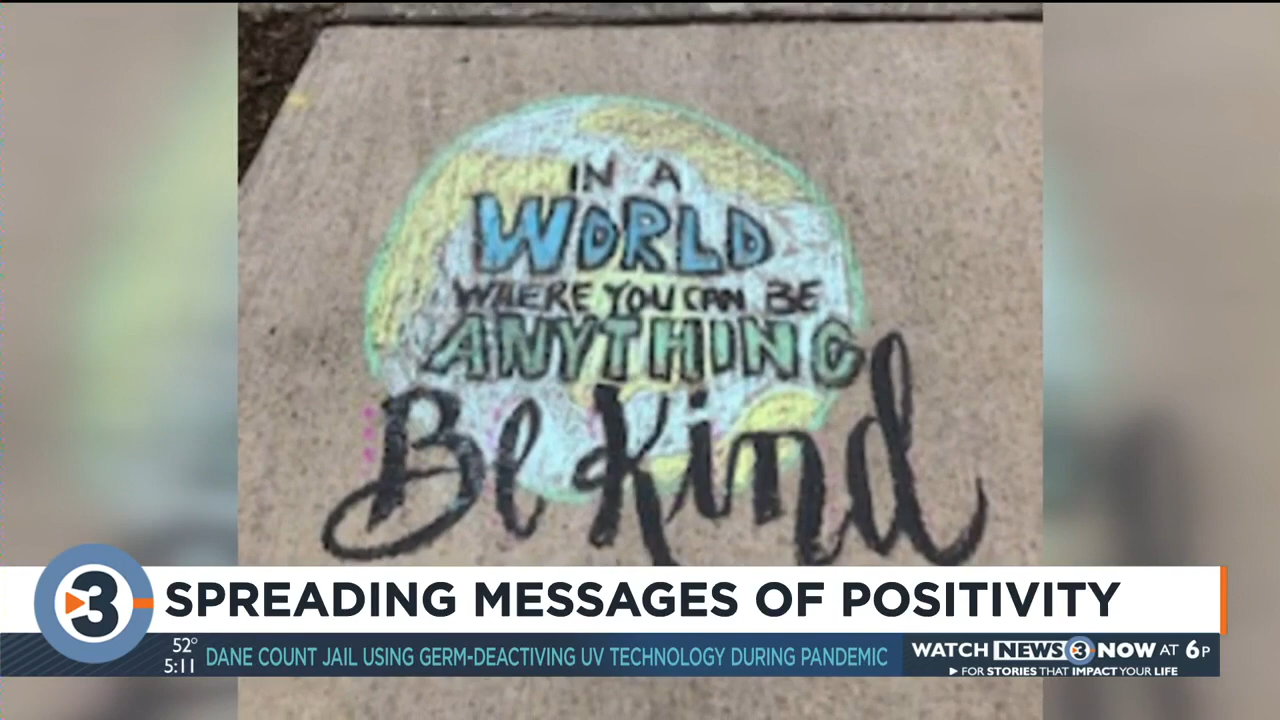 IN A
WORLD
WHERE YOU CAN BE
ANYTHING
Be Kind
3 SPREADING MESSAGES OF POSITIVITY
52°
5:11
DANE COUNT JAIL USING GERM-DEACTIVING UV TECHNOLOGY DURING PANDEMIC
WATCH NEWS 3 NOW AT 6P
FOR STORIES THAT IMPACT YOUR LIFE